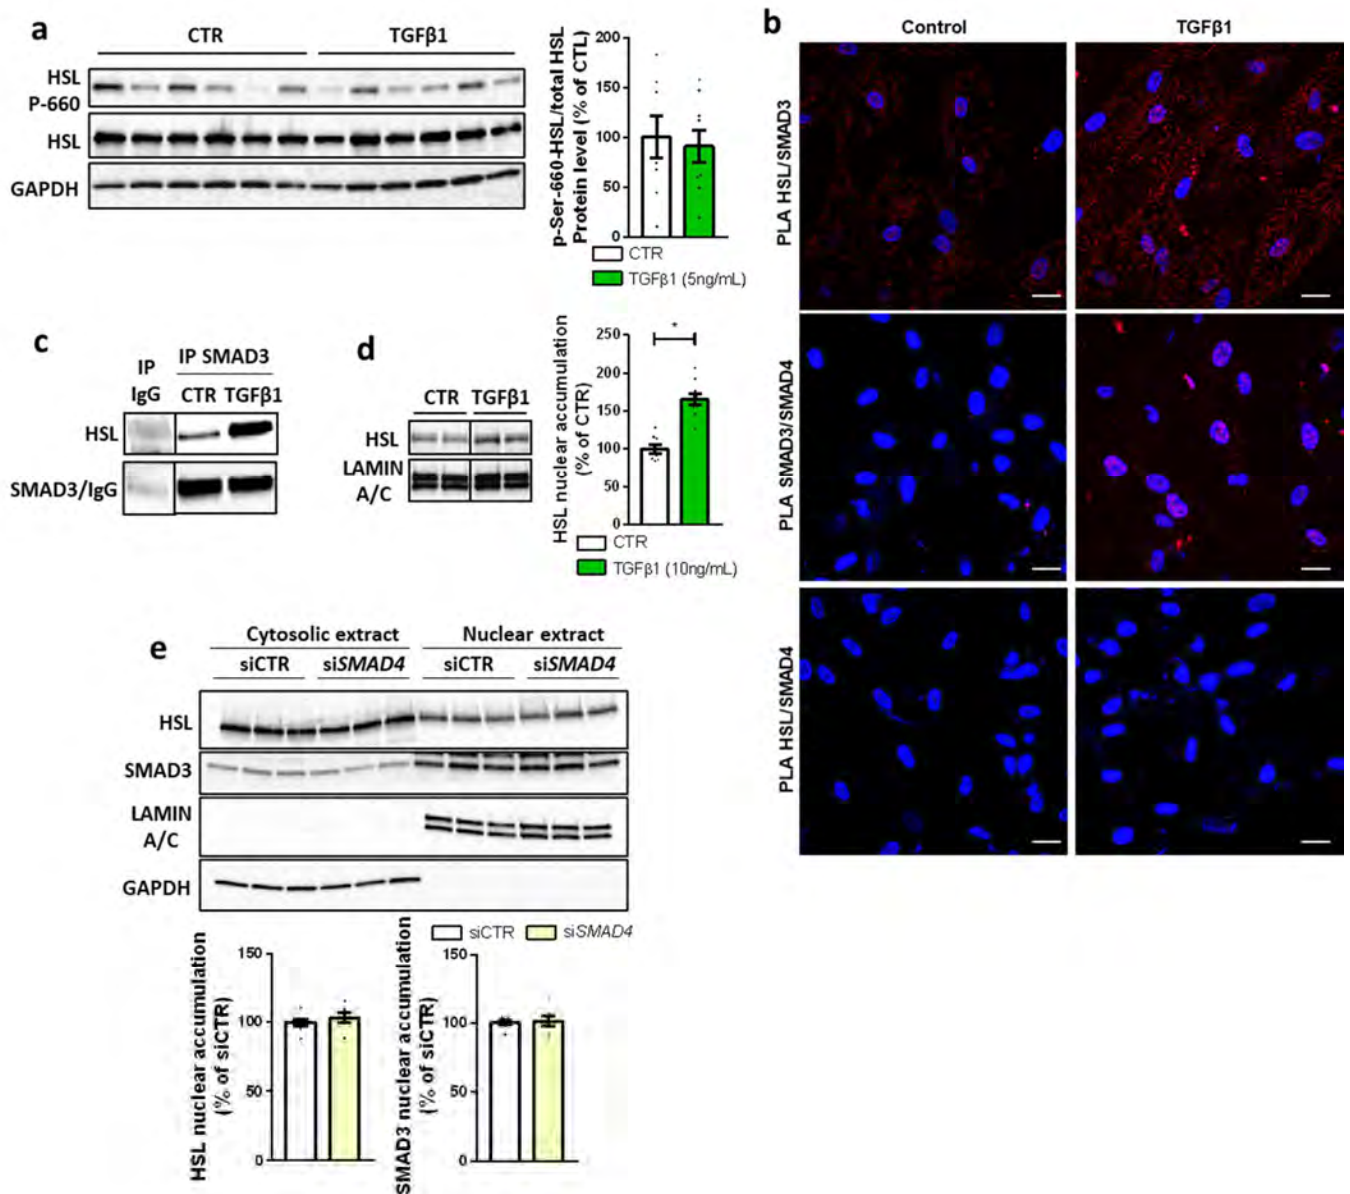 a
CTR TGFβ1
HSL
P-660
HSL
GAPDH
p-Ser-660-HSL/total HSL
Protein level (% of CTL)
200
150
100
50
0
CTR
TGFβ1 (5ng/mL)
b
Control TGFβ1
PLA HSL/SMAD3
PLA SMAD3/SMAD4
PLA HSL/SMAD4
c
IP
IgG
IP SMAD3
CTR TGFβ1
HSL
SMAD3/IgG
d
CTR TGFβ1
HSL
LAMIN
A/C
HSL nuclear accumulation
(% of CTR)
250
200
150
100
50
0
*
CTR
TGFβ1 (10ng/mL)
e
Cytosolic extract Nuclear extract
siCTR siSMAD4 siCTR siSMAD4
HSL
SMAD3
LAMIN
A/C
GAPDH
siCTR siSMAD4
HSL nuclear accumulation
(% of siCTR)
150
100
50
0
SMAD3 nuclear accumulation
(% of siCTR)
150
100
50
0